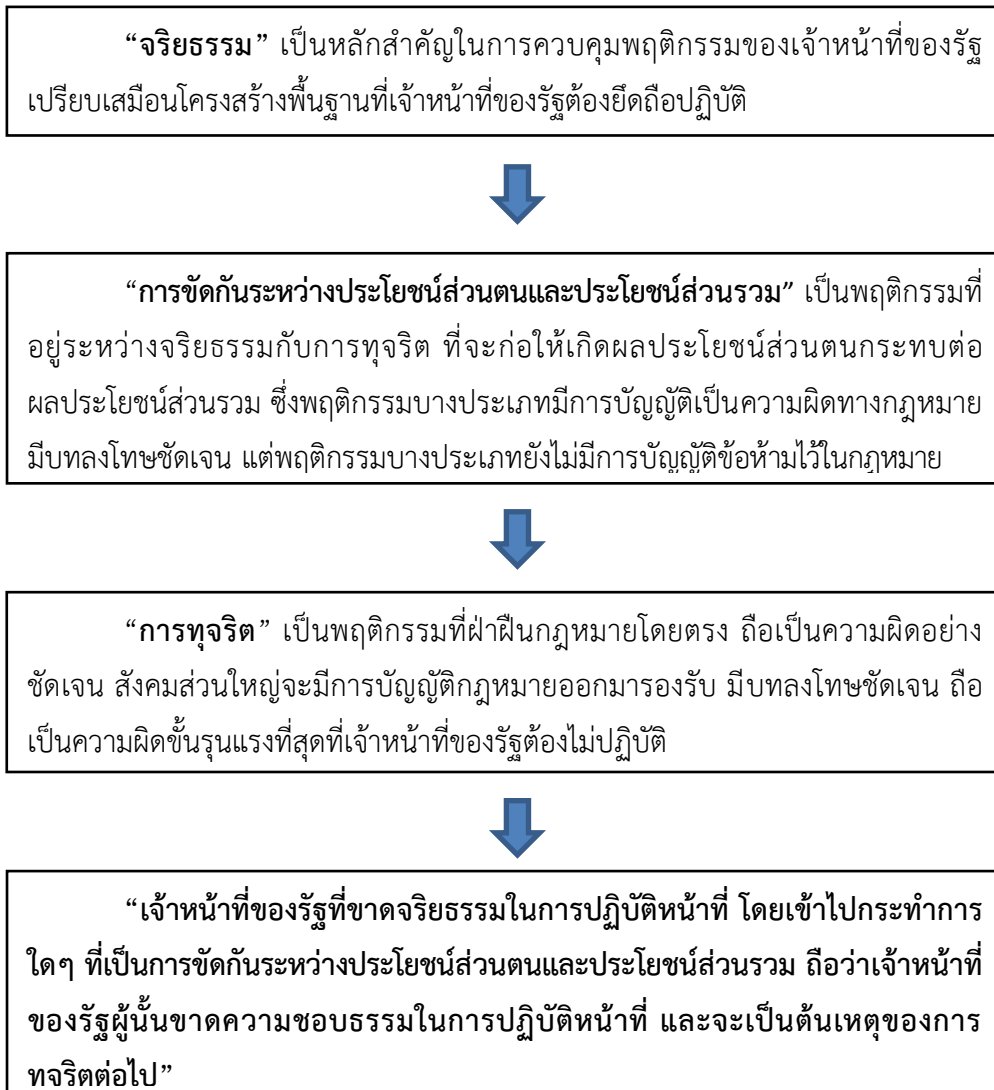 “จริยธรรม” เป็นหลักสำคัญในการควบคุมพฤติกรรมของเจ้าหน้าที่ของรัฐ
เปรียบเสมือนโครงสร้างพื้นฐานที่เจ้าหน้าที่ของรัฐต้องยึดถือปฏิบัติ
“การขัดกันระหว่างประโยชน์ส่วนตนและประโยชน์ส่วนรวม” เป็นพฤติกรรมที่
อยู่ระหว่างจริยธรรมกับการทุจริต ที่จะก่อให้เกิดผลประโยชน์ส่วนตนกระทบต่อ
ผลประโยชน์ส่วนรวม ซึ่งพฤติกรรมบางประเภทมีการบัญญัติเป็นความผิดทางกฎหมาย
มีบทลงโทษชัดเจน แต่พฤติกรรมบางประเภทยังไม่มีการบัญญัติข้อห้ามไว้ในกฎหมาย
“การทุจริต” เป็นพฤติกรรมที่ฝ่าฝืนกฎหมายโดยตรง ถือเป็นความผิดอย่าง
ชัดเจน สังคมส่วนใหญ่จะมีการบัญญัติกฎหมายออกมารองรับ มีบทลงโทษชัดเจน ถือ
เป็นความผิดขั้นรุนแรงที่สุดที่เจ้าหน้าที่ของรัฐต้องไม่ปฏิบัติ
“เจ้าหน้าที่ของรัฐที่ขาดจริยธรรมในการปฏิบัติหน้าที่ โดยเข้าไปกระทำการ
ใดๆ ที่เป็นการขัดกันระหว่างประโยชน์ส่วนตนและประโยชน์ส่วนรวม ถือว่าเจ้าหน้าที่
ของรัฐผู้นั้นขาดความชอบธรรมในการปฏิบัติหน้าที่ และจะเป็นต้นเหตุของการ
ทุจริตต่อไป”